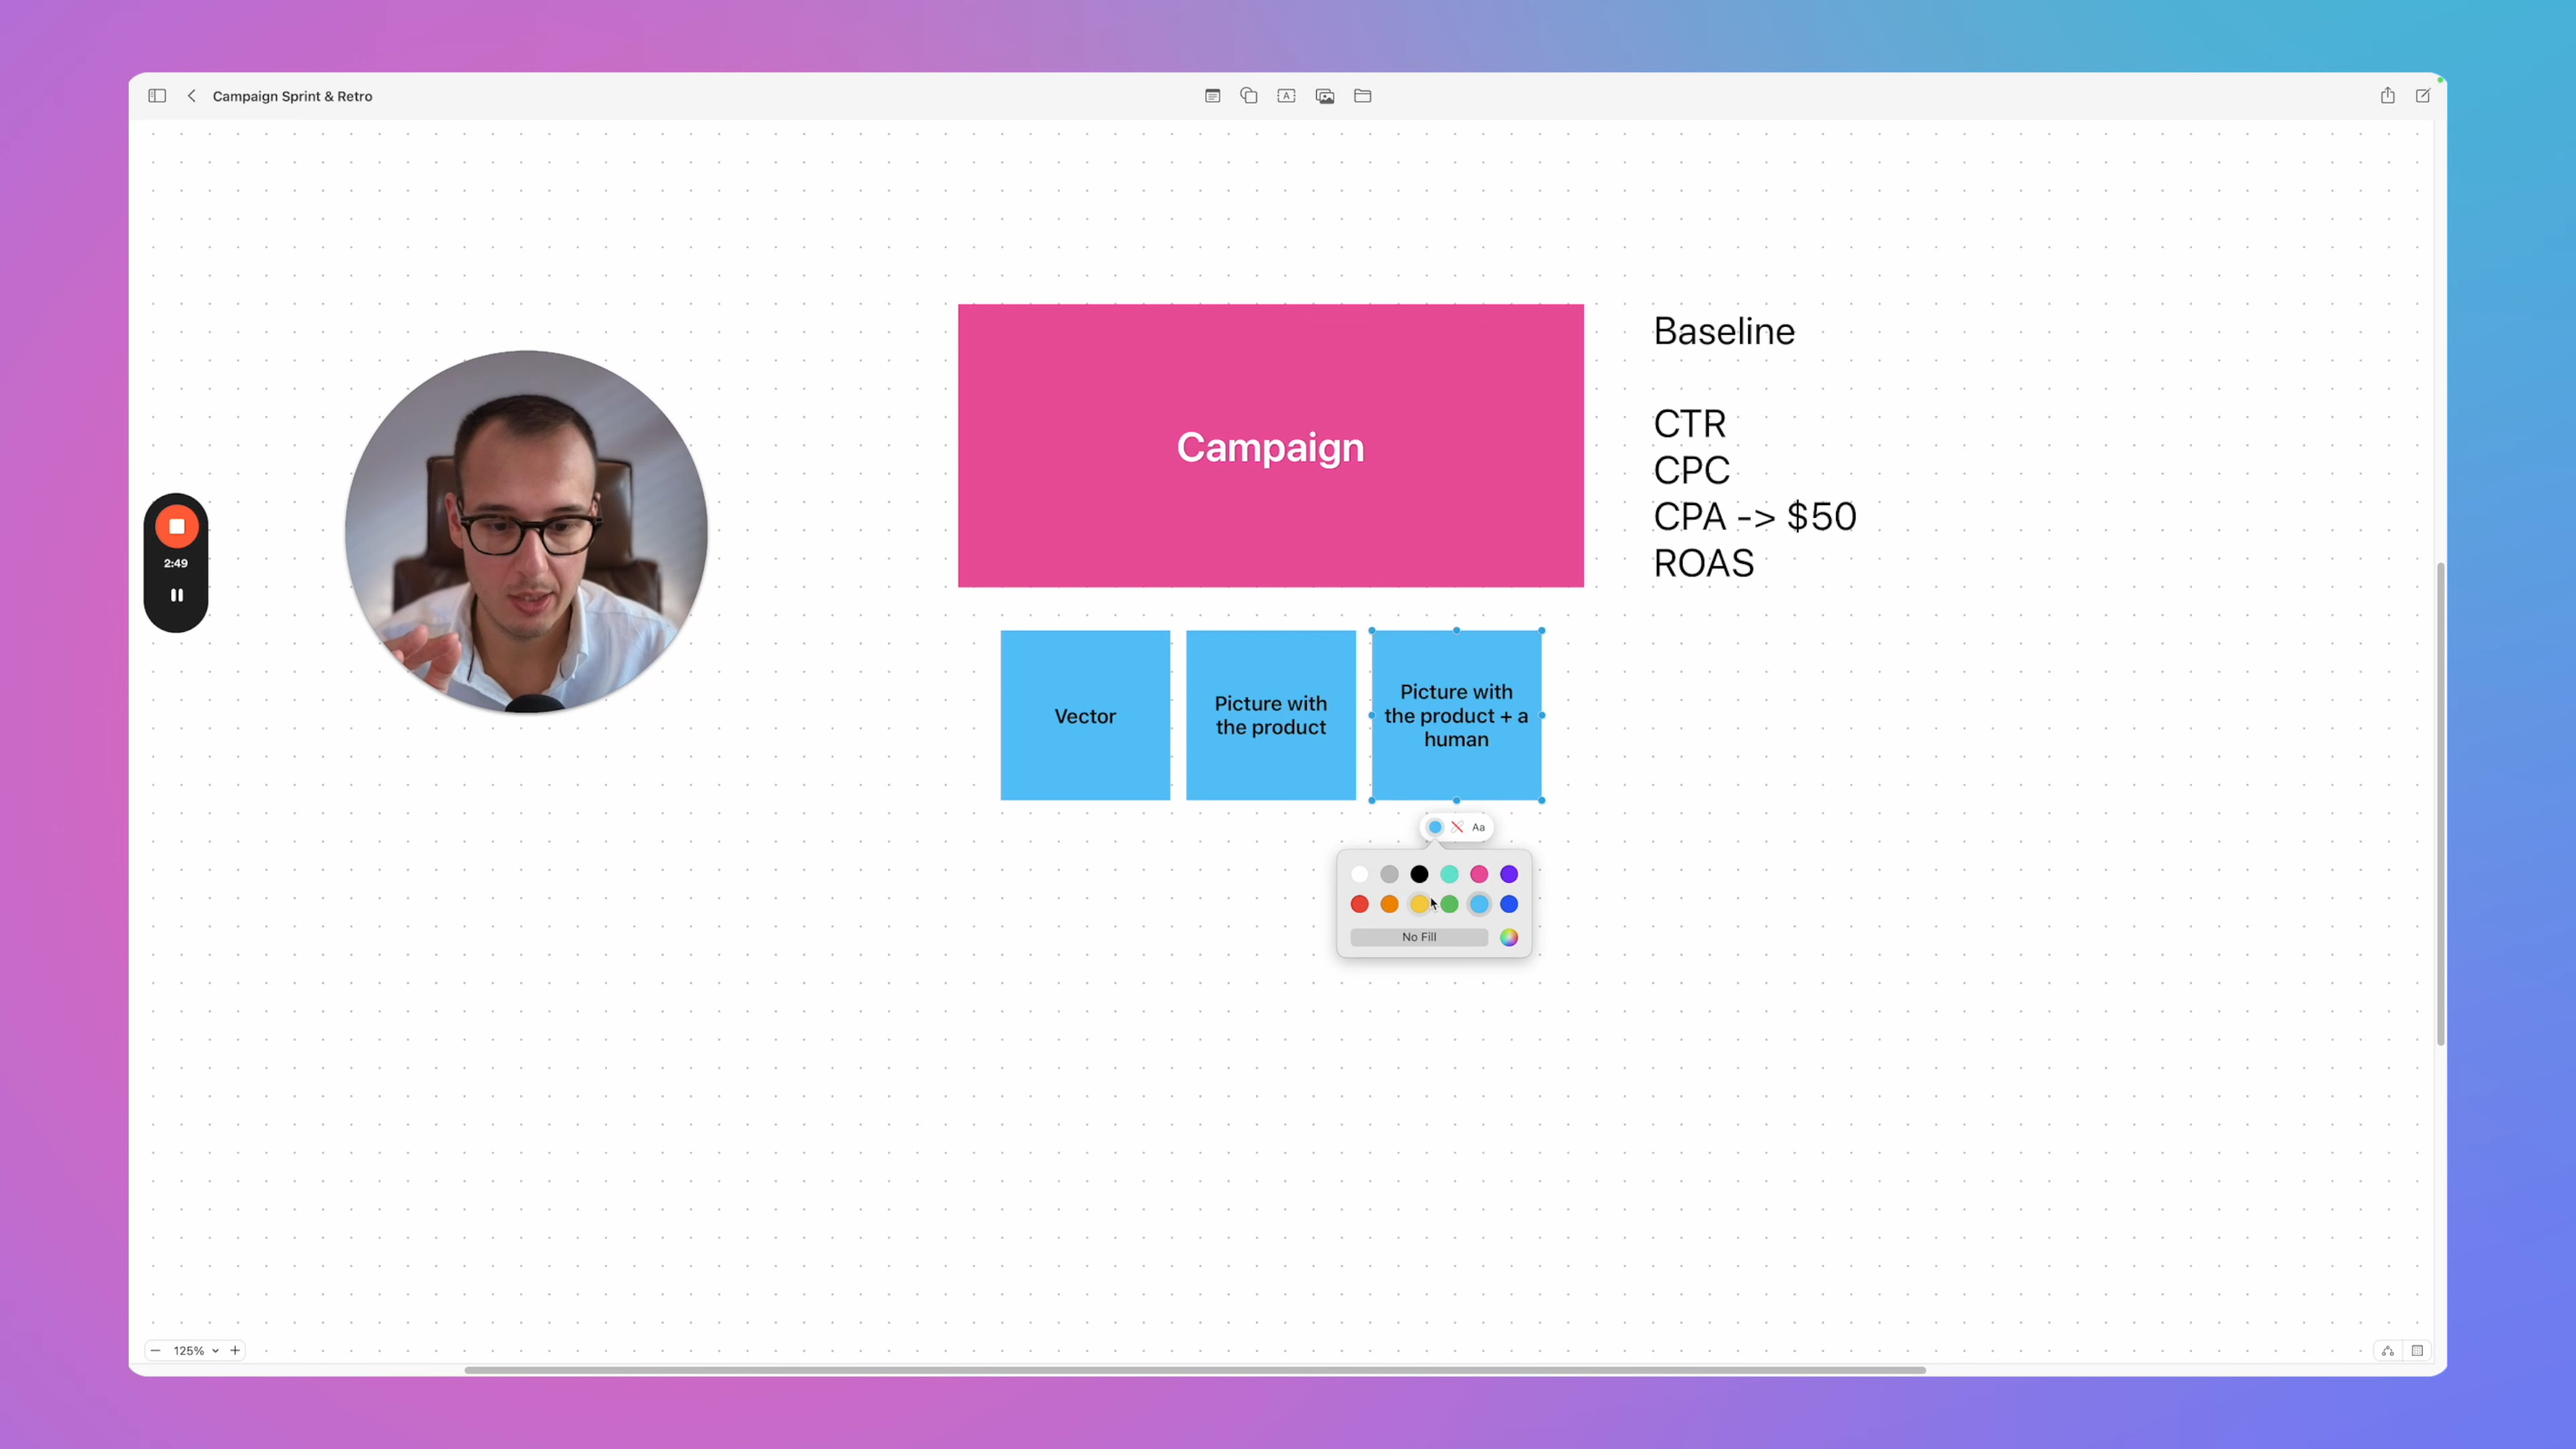 Campaign Sprint & Retro
A
Campaign
Baseline
CTR
CPC
CPA -> $50
ROAS
2:49
Vector
Picture with
the product
Picture with
the product + a
human
Aa
No Fill
125%